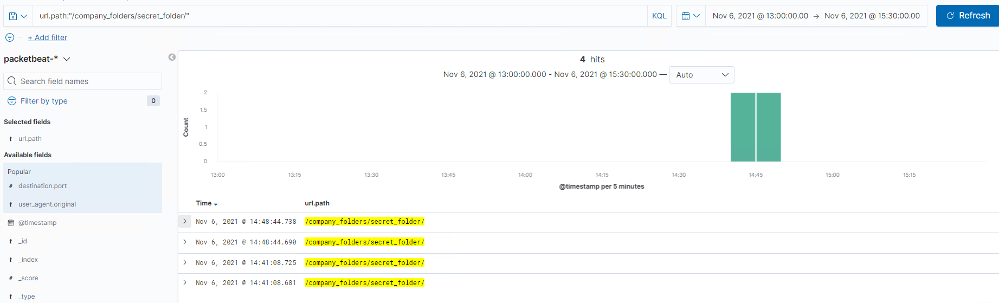 url.path:"/company_folders/secret_folder/"
KQL
Nov 6, 2021 @ 13:00:00.00 → Nov 6, 2021 @ 15:30:00.00
Refresh
+ Add filter
packetbeat-*
Search field names
Filter by type 0
Selected fields
t url.path
Available fields
Popular
# destination.port
t user_agent.original
@timestamp
t _id
t _index
# _score
t _type
4 hits
Nov 6, 2021 @ 13:00:00.000 - Nov 6, 2021 @ 15:30:00.000 — Auto
Count
2
1.5
1
0.5
0
13:00 13:15 13:30 13:45 14:00 14:15 14:30 14:45 15:00 15:15
@timestamp per 5 minutes
Time url.path
Nov 6, 2021 @ 14:48:44.738 /company_folders/secret_folder/
Nov 6, 2021 @ 14:48:44.690 /company_folders/secret_folder/
Nov 6, 2021 @ 14:41:08.725 /company_folders/secret_folder/
Nov 6, 2021 @ 14:41:08.681 /company_folders/secret_folder/